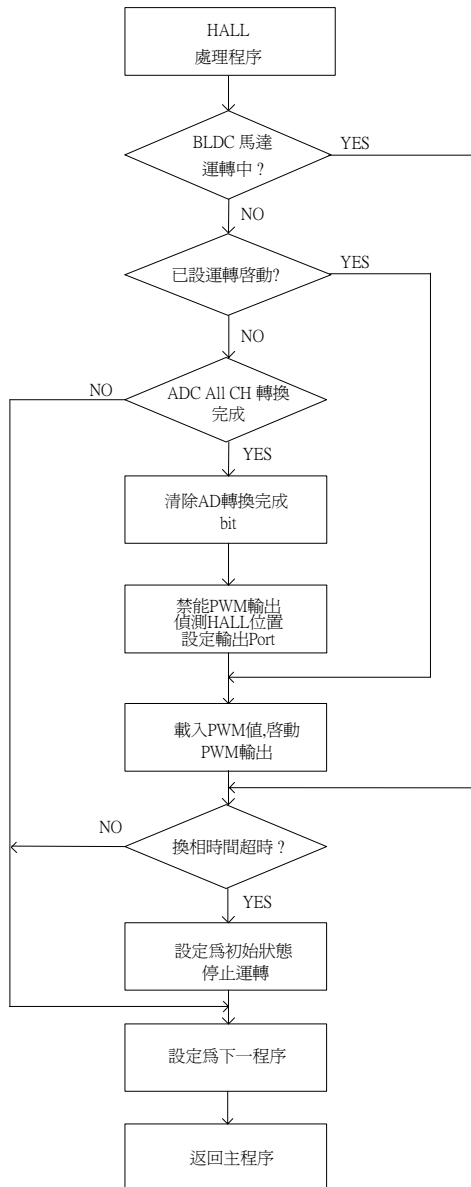 HALL
處理程序
BLDC 馬達
運轉中 ?
YES
NO
已設運轉啓動?
YES
NO
ADC All CH 轉換
完成
NO
YES
清除AD轉換完成
bit
禁能PWM輸出
偵測HALL位置
設定輸出Port
載入PWM值,啓動
PWM輸出
NO
換相時間超時 ?
YES
設定爲初始狀態
停止運轉
設定爲下一程序
返回主程序